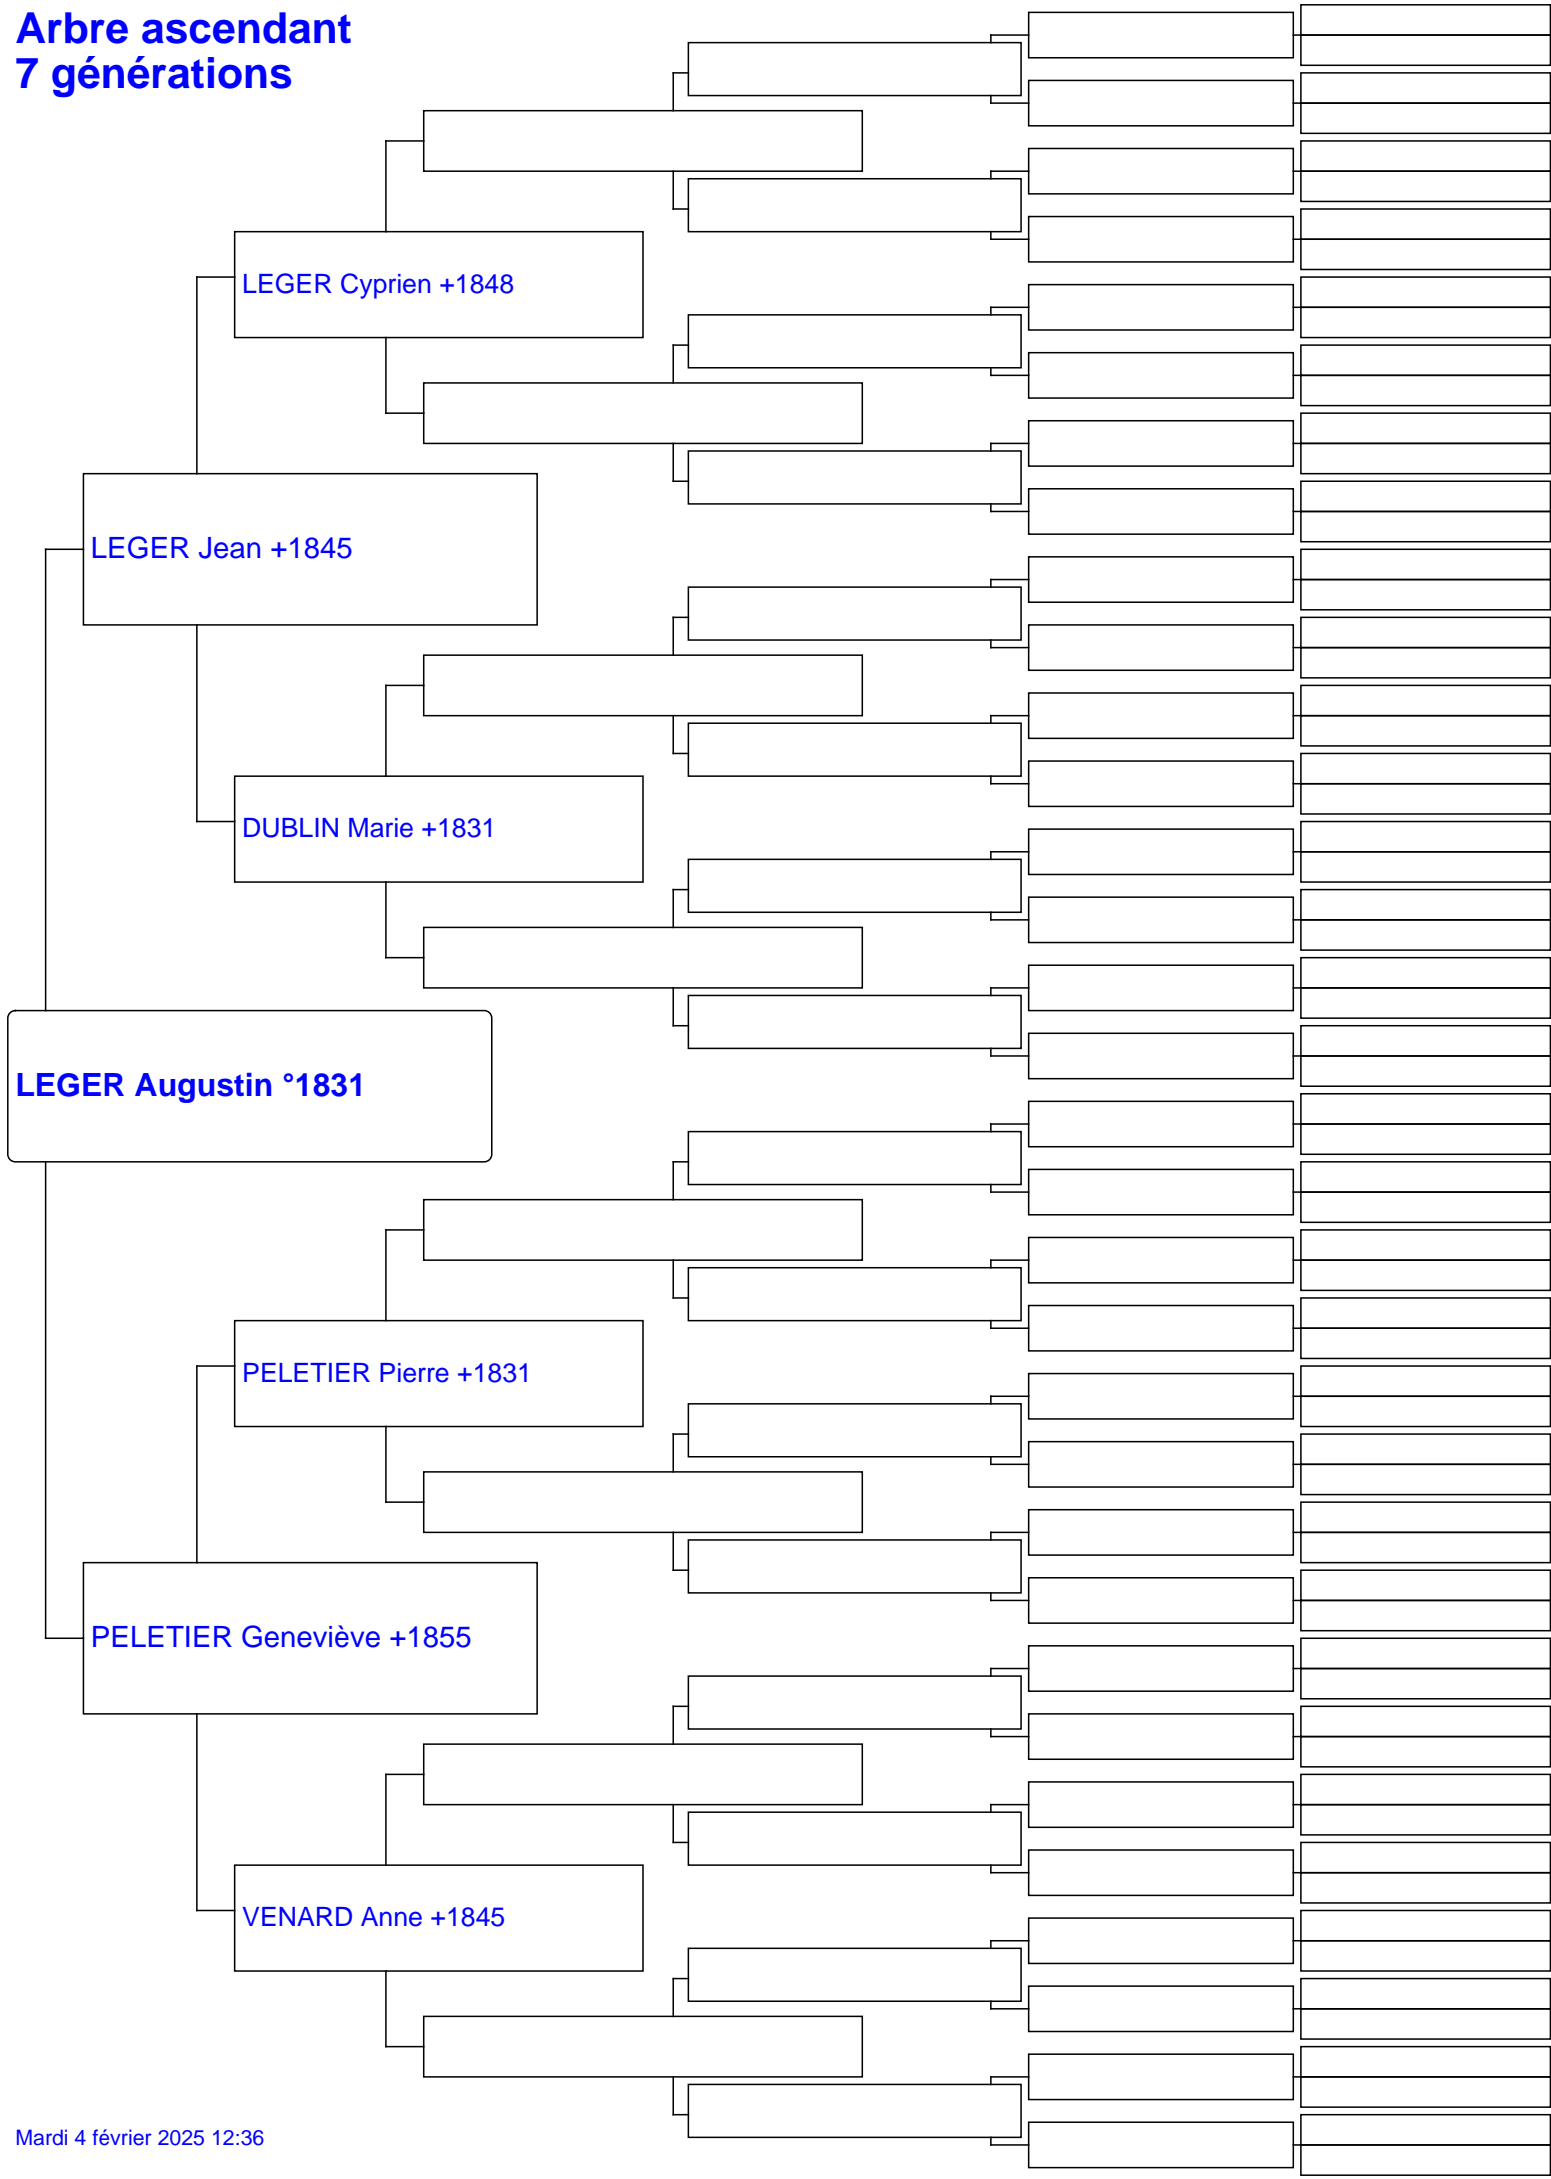 Arbre ascendant
7 générations
LEGER Cyprien +1848
LEGER Jean +1845
DUBLIN Marie +1831
LEGER Augustin °1831
PELETIER Pierre +1831
PELETIER Geneviève +1855
VENARD Anne +1845
Mardi 4 février 2025 12:36